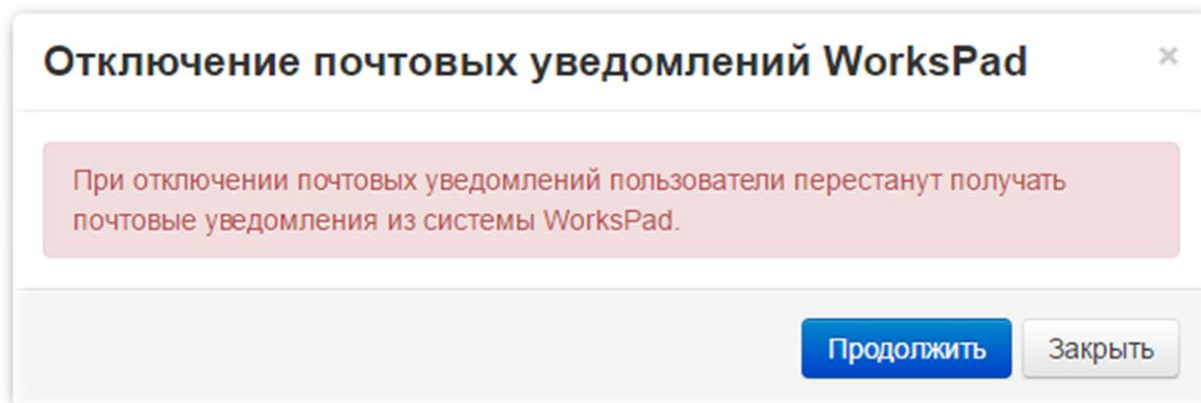 Отключение почтовых уведомлений WorksPad
×
При отключении почтовых уведомлений пользователи перестанут получать
почтовые уведомления из системы WorksPad.
Продолжить Закрыть